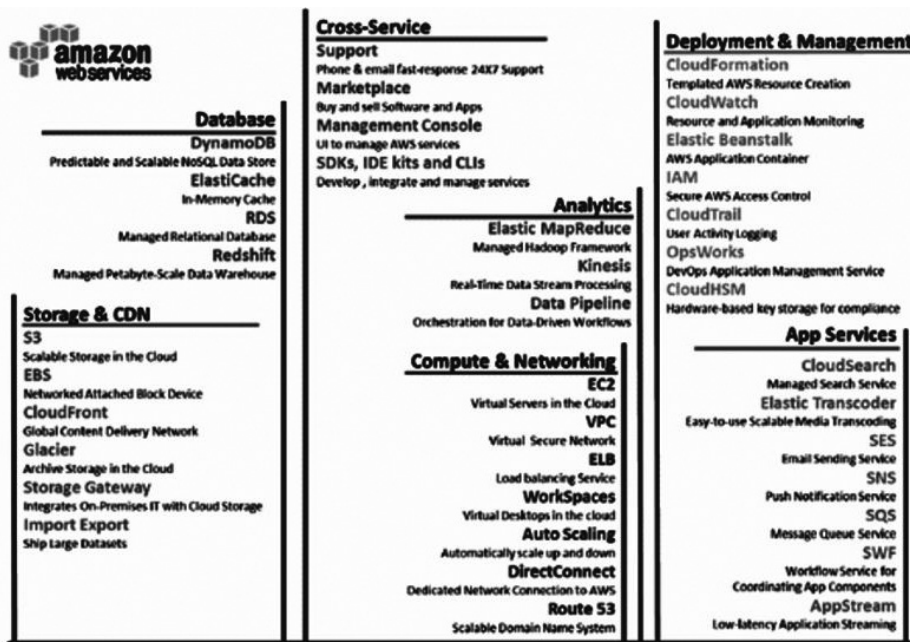 amazon
webservices
Database
DynamoDB
Predictable and Scalable NoSQL Data Store
ElastiCache
In-Memory Cache
RDS
Managed Relational Database
Redshift
Managed Petabyte-Scale Data Warehouse
Storage & CDN
S3
Scalable Storage in the Cloud
EBS
Networked Attached Block Device
CloudFront
Global Content Delivery Network
Glacier
Archive Storage in the Cloud
Storage Gateway
Integrates On-Premises IT with Cloud Storage
Import Export
Ship Large Datasets
Cross-Service
Support
Phone & email fast-response 24X7 Support
Marketplace
Buy and sell Software and Apps
Management Console
UI to manage AWS services
SDKs, IDE kits and CLIs
Develop , integrate and manage services
Analytics
Elastic MapReduce
Managed Hadoop Framework
Kinesis
Real-Time Data Stream Processing
Data Pipeline
Orchestration for Data-Driven Workflows
Compute & Networking
EC2
Virtual Servers in the Cloud
VPC
Virtual Secure Network
ELB
Load balancing Service
WorkSpaces
Virtual Desktops in the cloud
Auto Scaling
Automatically scale up and down
DirectConnect
Dedicated Network Connection to AWS
Route 53
Scalable Domain Name System
Deployment & Management
CloudFormation
Templated AWS Resource Creation
CloudWatch
Resource and Application Monitoring
Elastic Beanstalk
AWS Application Container
IAM
Secure AWS Access Control
CloudTrail
User Activity Logging
OpsWorks
DevOps Application Management Service
CloudHSM
Hardware-based key storage for compliance
App Services
CloudSearch
Managed Search Service
Elastic Transcoder
Easy-to-use Scalable Media Transcoding
SES
Email Sending Service
SNS
Push Notification Service
SQS
Message Queue Service
SWF
Workflow Service for
Coordinating App Components
AppStream
Low-latency Application Streaming